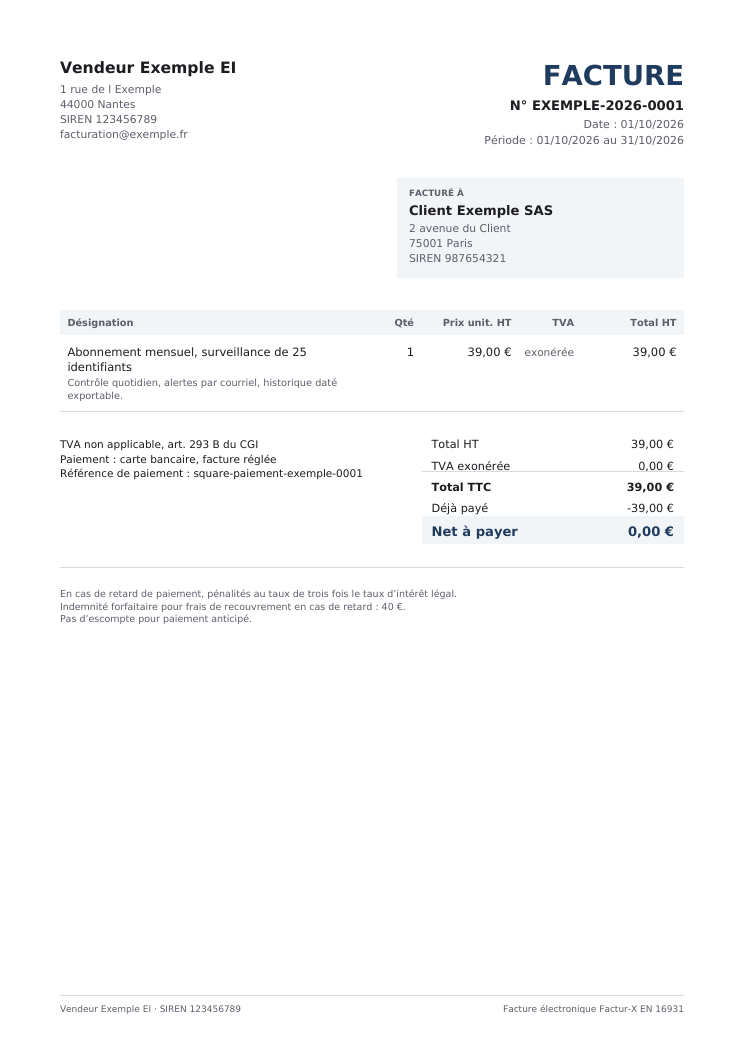 Vendeur Exemple EI
1 rue de l Exemple
44000 Nantes
SIREN 123456789
facturation@exemple.fr
FACTURE
N° EXEMPLE-2026-0001
Date : 01/10/2026
Période : 01/10/2026 au 31/10/2026
FACTURÉ À
Client Exemple SAS
2 avenue du Client
75001 Paris
SIREN 987654321
Désignation Qté Prix unit. HT TVA Total HT
Abonnement mensuel, surveillance de 25 1 39,00 € exonérée 39,00 €
identifiants
Contrôle quotidien, alertes par courriel, historique daté
exportable.
TVA non applicable, art. 293 B du CGI
Paiement : carte bancaire, facture réglée
Référence de paiement : square-paiement-exemple-0001
Total HT 39,00 €
TVA exonérée 0,00 €
Total TTC 39,00 €
Déjà payé -39,00 €
Net à payer 0,00 €
En cas de retard de paiement, pénalités au taux de trois fois le taux d’intérêt légal.
Indemnité forfaitaire pour frais de recouvrement en cas de retard : 40 €.
Pas d’escompte pour paiement anticipé.
Vendeur Exemple EI · SIREN 123456789 Facture électronique Factur-X EN 16931